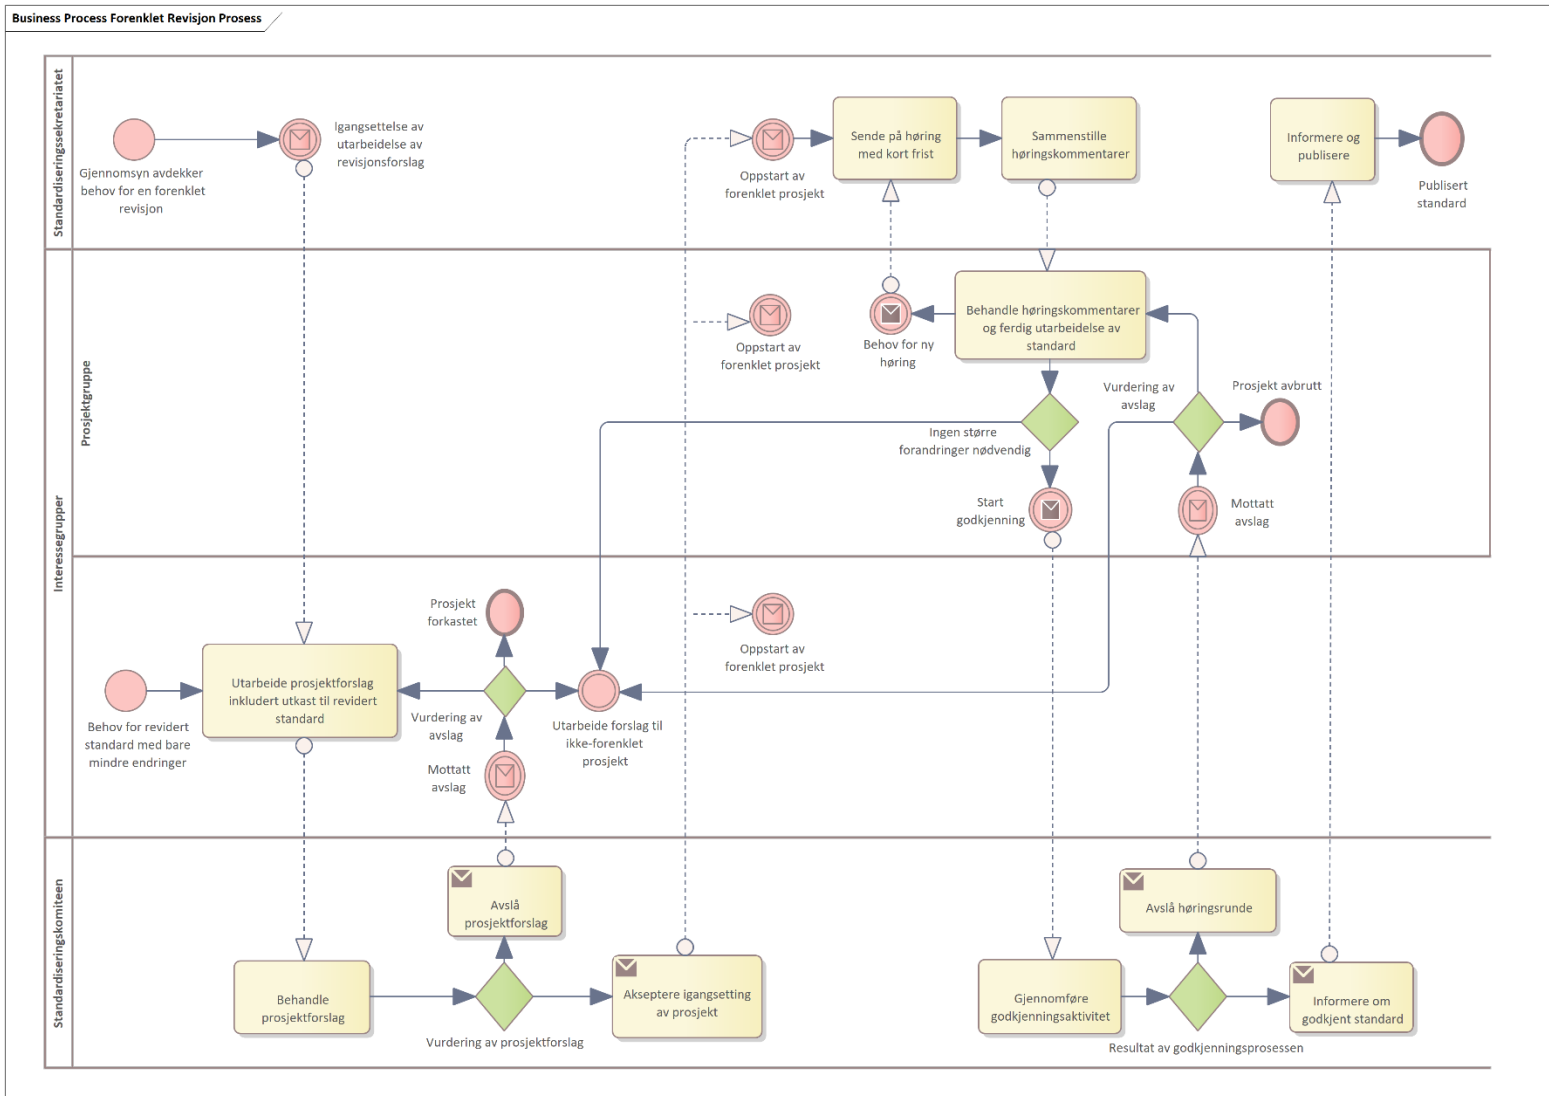 Business Process Forenklet Revisjon Prosess
Standardiseringssekretariatet
Gjennomsyn avdekker
behov for en forenklet
revisjon
Igangsettelse av
utarbeidelse av
revisjonsforslag
Oppstart av
forenklet prosjekt
Sende på høring
med kort frist
Sammenstille
høringskommentarer
Informere og
publisere
Publisert
standard
Interessegrupper
Prosjektgruppe
Oppstart av
forenklet prosjekt
Behov for ny
høring
Behandle høringskommentarer
og ferdig utarbeidelse av
standard
Vurdering av
avslag
Prosjekt avbrutt
Ingen større
forandringer nødvendig
Start
godkjenning
Mottatt
avslag
Prosjekt
forkastet
Oppstart av
forenklet prosjekt
Utarbeide prosjektforslag
inkludert utkast til revidert
standard
Behov for revidert
standard med bare
mindre endringer
Vurdering av
avslag
Utarbeide forslag til
ikke-forenklet
prosjekt
Mottatt
avslag
Standardiseringskomiteen
Avslå
prosjektforslag
Behandle
prosjektforslag
Vurdering av prosjektforslag
Akseptere igangsetting
av prosjekt
Avslå høringsrunde
Gjennomføre
godkjenningsaktivitet
Resultat av godkjenningsprosessen
Informere om
godkjent standard